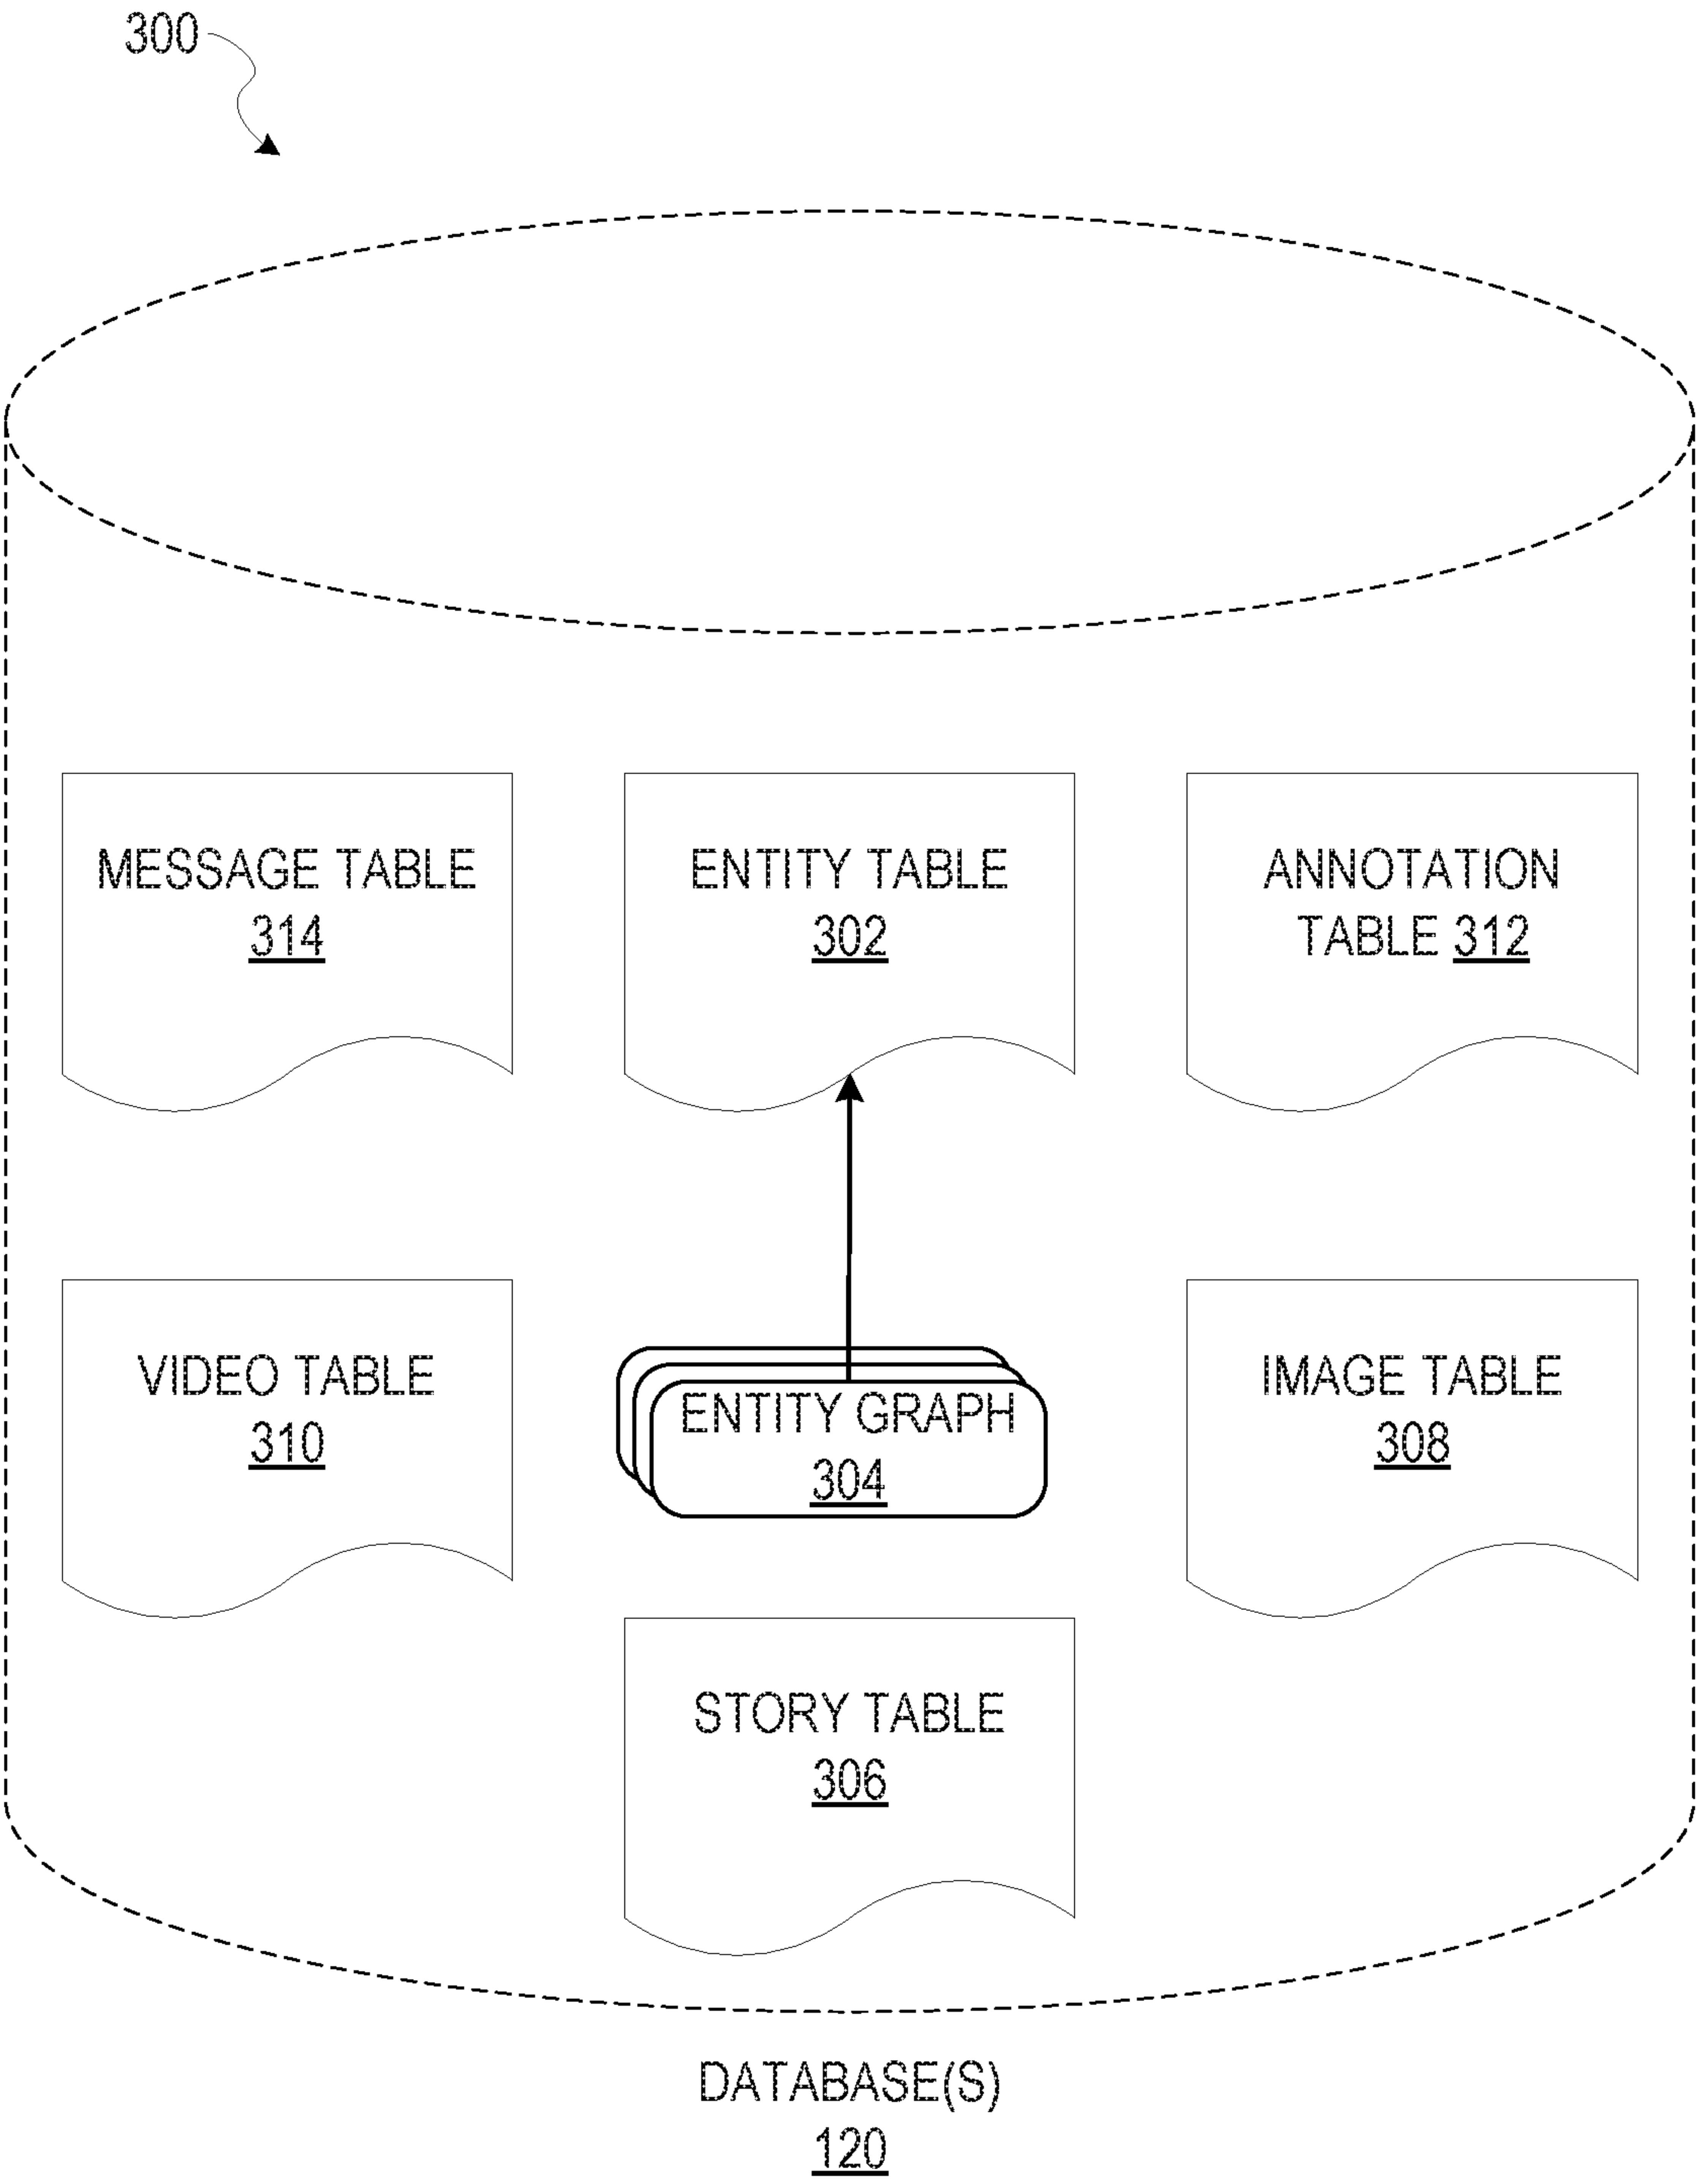 300
MESSAGE TABLE
314
ENTITY TABLE
302
ANNOTATION
TABLE 312
VIDEO TABLE
310
ENTITY GRAPH
304
IMAGE TABLE
308
STORY TABLE
306
DATABASE(S)
120